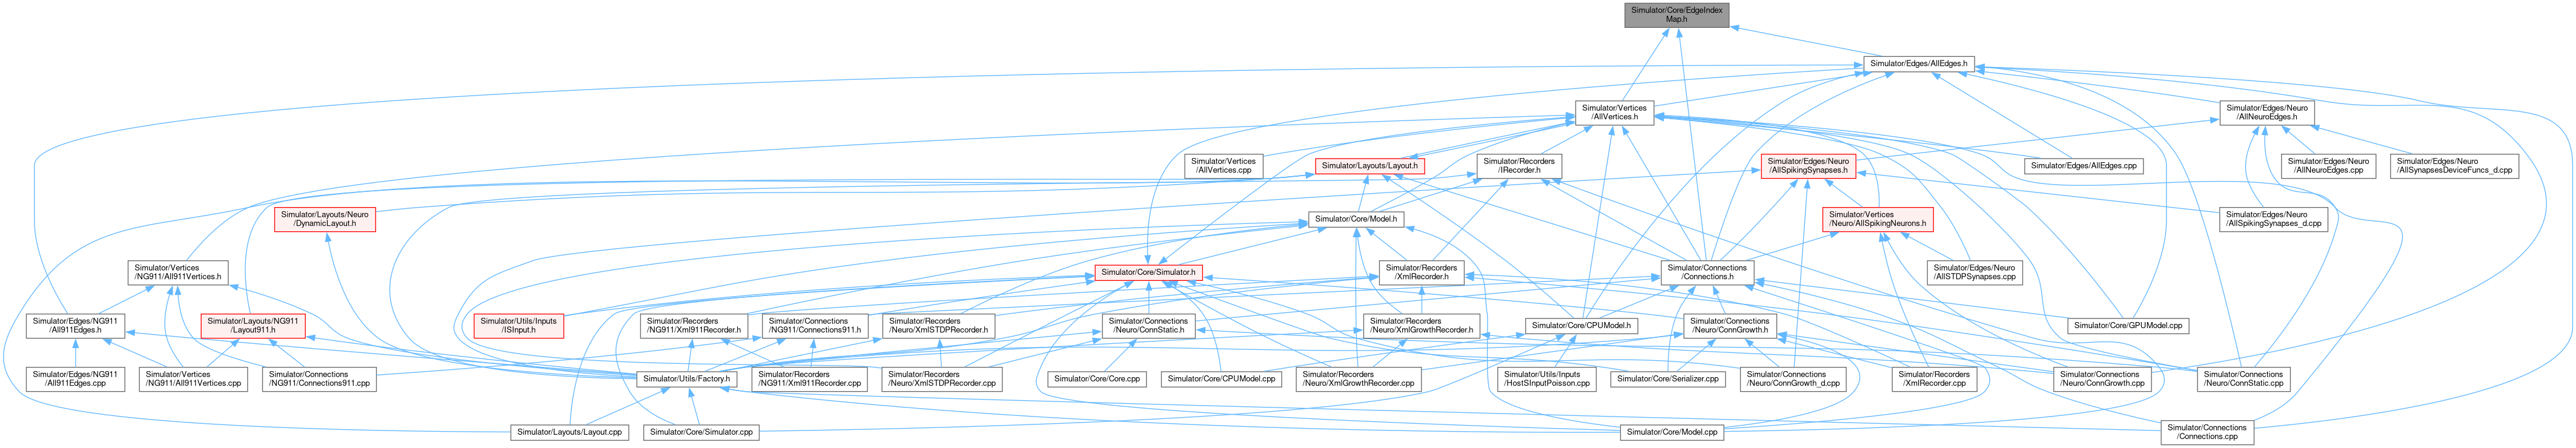 Simulator/Core/EdgeIndex
Map.h
Simulator/Edges/AllEdges.h
Simulator/Vertices
/AllVertices.h
Simulator/Edges/Neuro
/AllNeuroEdges.h
Simulator/Vertices
/AllVertices.cpp
Simulator/Layouts/Layout.h
Simulator/Recorders
/IRecorder.h
Simulator/Edges/Neuro
/AllSpikingSynapses.h
Simulator/Edges/AllEdges.cpp
Simulator/Edges/Neuro
/AllNeuroEdges.cpp
Simulator/Edges/Neuro
/AllSynapsesDeviceFuncs_d.cpp
Simulator/Layouts/Neuro
/DynamicLayout.h
Simulator/Core/Model.h
Simulator/Vertices
/Neuro/AllSpikingNeurons.h
Simulator/Edges/Neuro
/AllSpikingSynapses_d.cpp
Simulator/Vertices
/NG911/All911Vertices.h
Simulator/Core/Simulator.h
Simulator/Recorders
/XmlRecorder.h
Simulator/Connections
/Connections.h
Simulator/Edges/Neuro
/AllSTDPSynapses.cpp
Simulator/Edges/NG911
/All911Edges.h
Simulator/Layouts/NG911
/Layout911.h
Simulator/Utils/Inputs
/ISInput.h
Simulator/Recorders
/NG911/Xml911Recorder.h
Simulator/Connections
/NG911/Connections911.h
Simulator/Recorders
/Neuro/XmlSTDPRecorder.h
Simulator/Connections
/Neuro/ConnStatic.h
Simulator/Recorders
/Neuro/XmlGrowthRecorder.h
Simulator/Core/CPUModel.h
Simulator/Connections
/Neuro/ConnGrowth.h
Simulator/Core/GPUModel.cpp
Simulator/Edges/NG911
/All911Edges.cpp
Simulator/Vertices
/NG911/All911Vertices.cpp
Simulator/Connections
/NG911/Connections911.cpp
Simulator/Utils/Factory.h
Simulator/Recorders
/NG911/Xml911Recorder.cpp
Simulator/Recorders
/Neuro/XmlSTDPRecorder.cpp
Simulator/Core/Core.cpp
Simulator/Core/CPUModel.cpp
Simulator/Recorders
/Neuro/XmlGrowthRecorder.cpp
Simulator/Utils/Inputs
/HostSInputPoisson.cpp
Simulator/Core/Serializer.cpp
Simulator/Connections
/Neuro/ConnGrowth_d.cpp
Simulator/Recorders
/XmlRecorder.cpp
Simulator/Connections
/Neuro/ConnGrowth.cpp
Simulator/Connections
/Neuro/ConnStatic.cpp
Simulator/Layouts/Layout.cpp
Simulator/Core/Simulator.cpp
Simulator/Core/Model.cpp
Simulator/Connections
/Connections.cpp